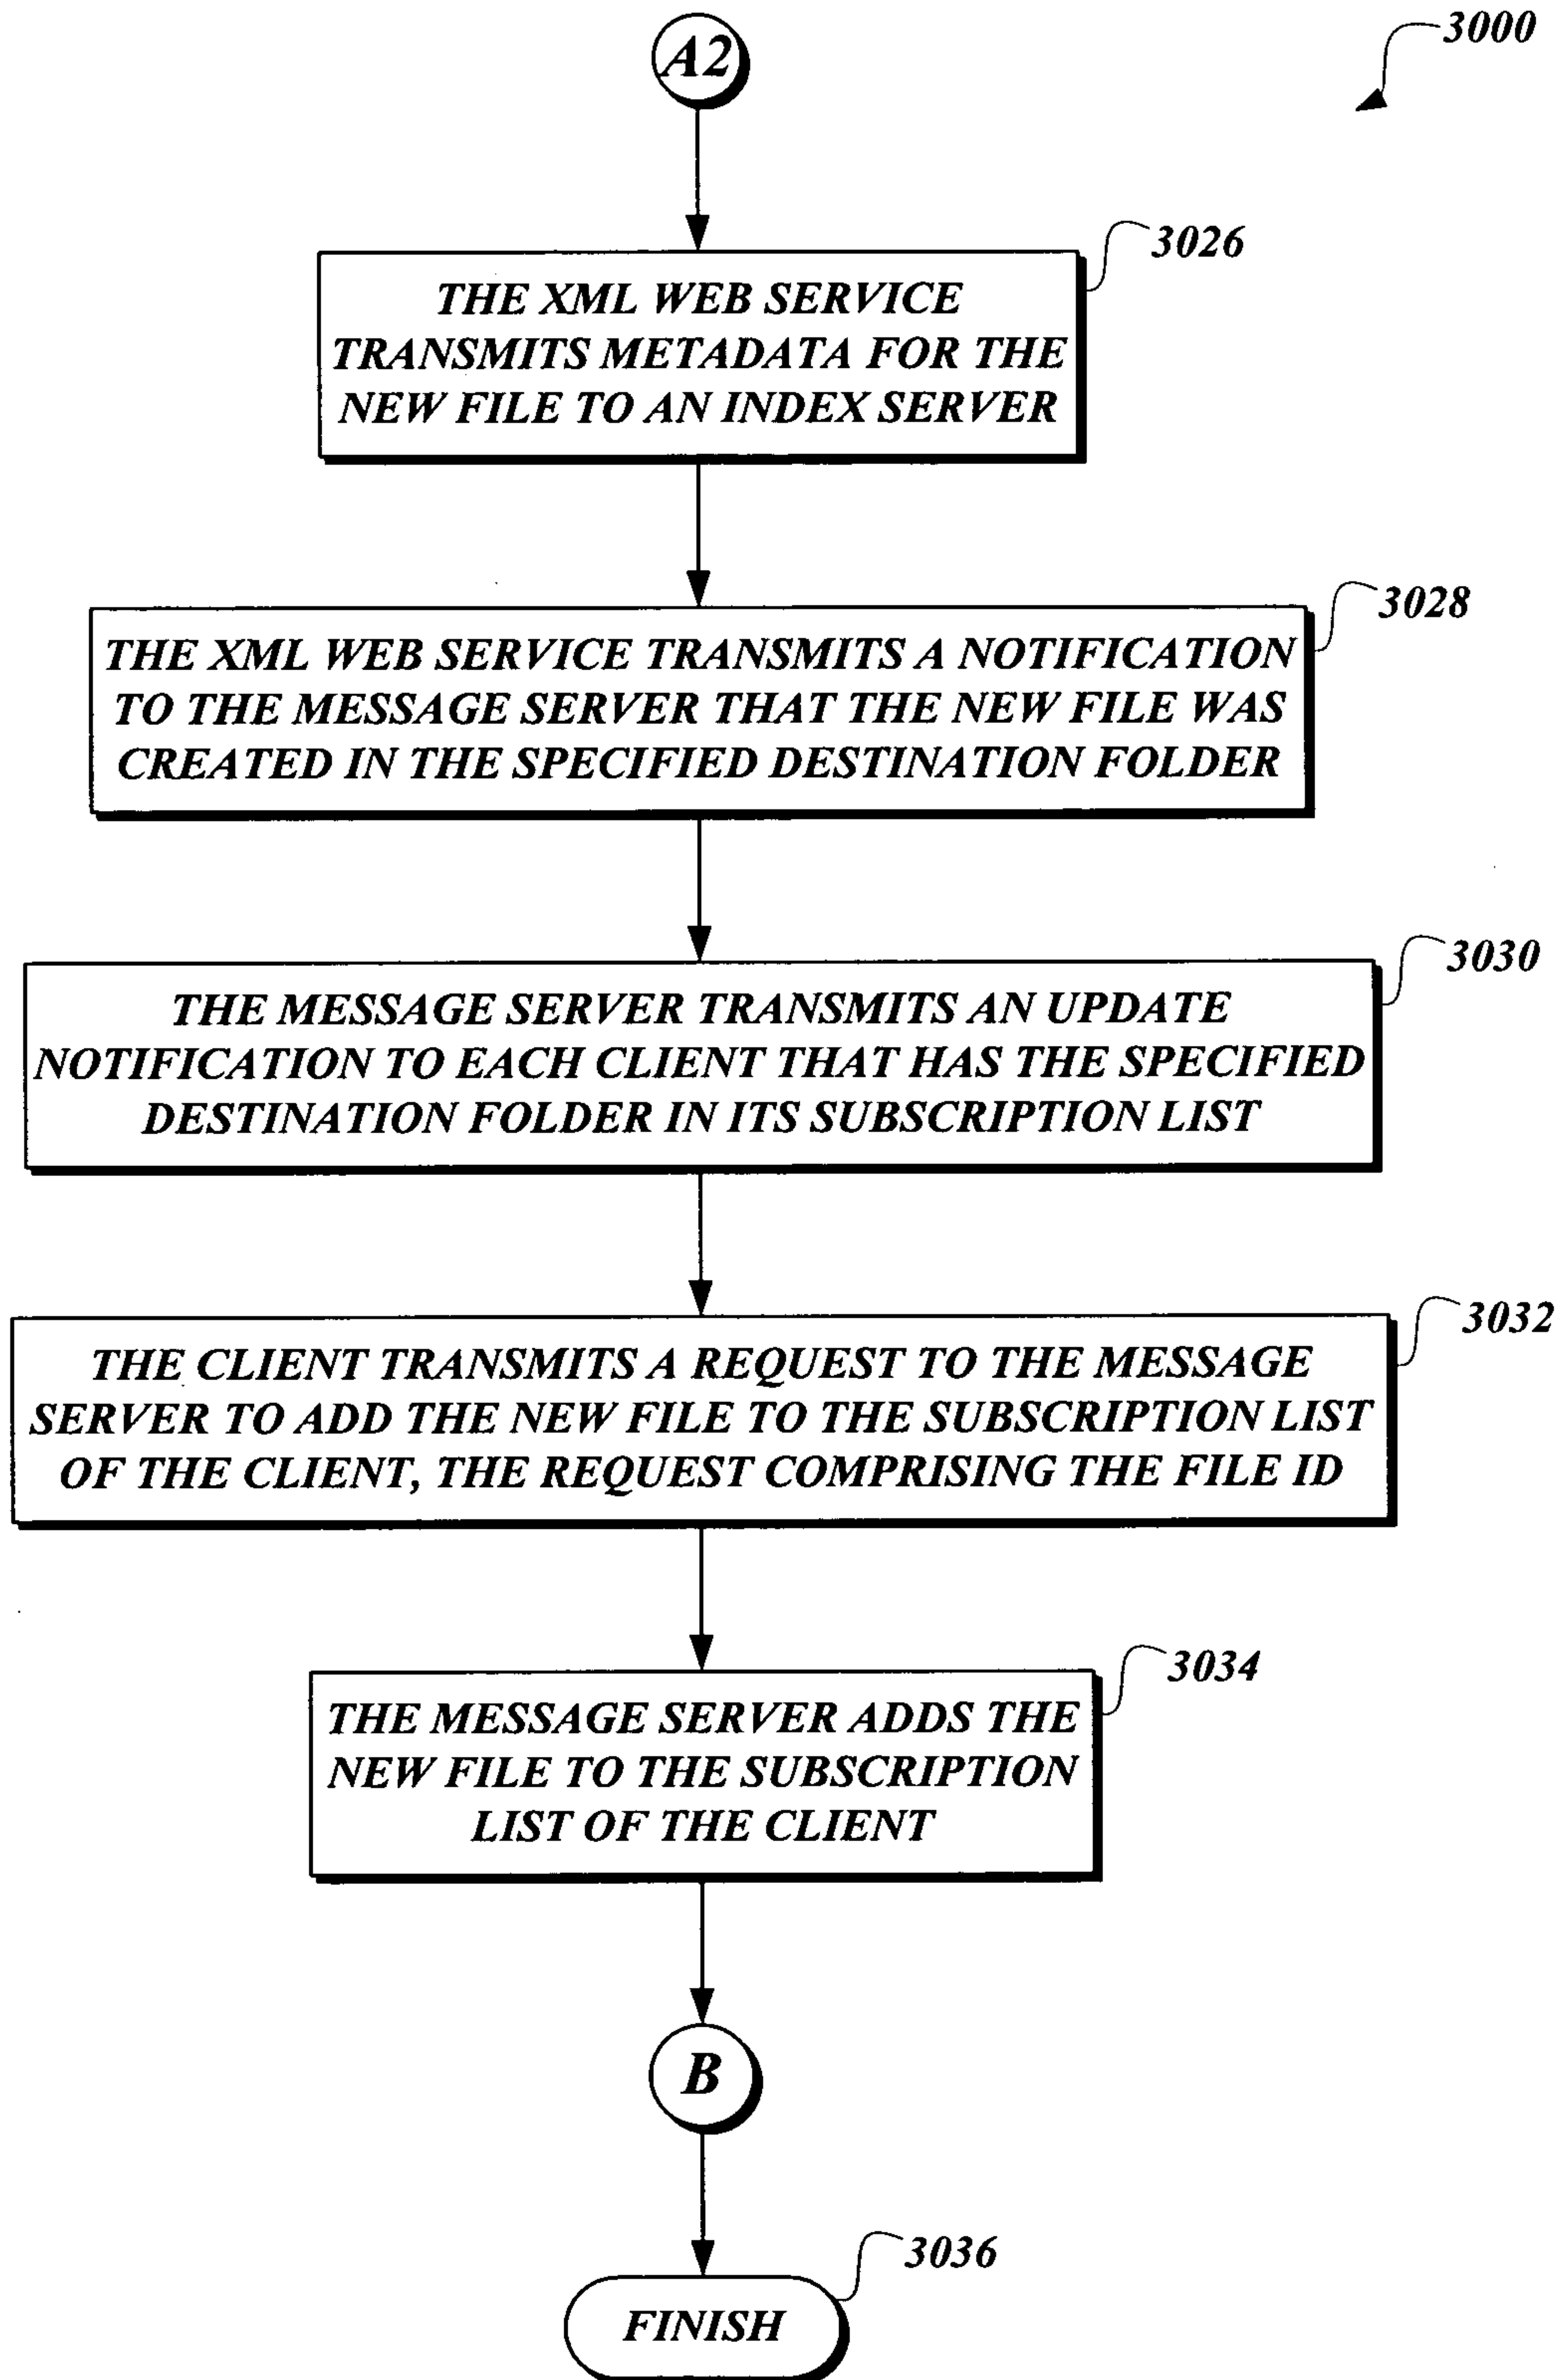 A2
3000
3026
THE XML WEB SERVICE
TRANSMITS METADATA FOR THE
NEW FILE TO AN INDEX SERVER
3028
THE XML WEB SERVICE TRANSMITS A NOTIFICATION
TO THE MESSAGE SERVER THAT THE NEW FILE WAS
CREATED IN THE SPECIFIED DESTINATION FOLDER
3030
THE MESSAGE SERVER TRANSMITS AN UPDATE
NOTIFICATION TO EACH CLIENT THAT HAS THE SPECIFIED
DESTINATION FOLDER IN ITS SUBSCRIPTION LIST
3032
THE CLIENT TRANSMITS A REQUEST TO THE MESSAGE
SERVER TO ADD THE NEW FILE TO THE SUBSCRIPTION LIST
OF THE CLIENT, THE REQUEST COMPRISING THE FILE ID
3034
THE MESSAGE SERVER ADDS THE
NEW FILE TO THE SUBSCRIPTION
LIST OF THE CLIENT
B
3036
FINISH